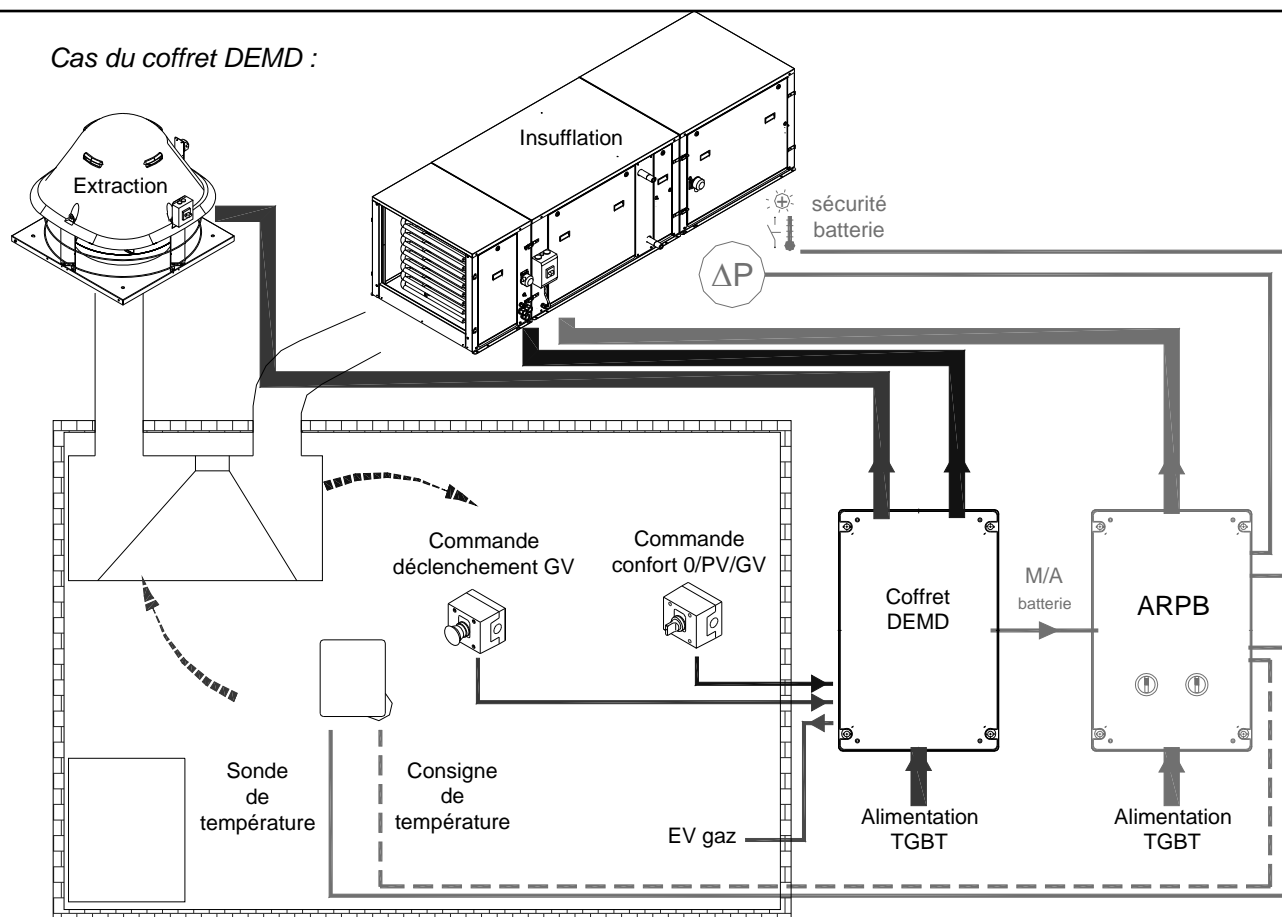 Cas du coffret DEMD :
Insufflation
Extraction
sécurité
batterie
ΔP
Commande
déclenchement GV
Commande
confort 0/PV/GV
Coffret
DEMD
M/A
batterie
ARPB
Sonde
de
température
Consigne
de
température
EV gaz
Alimentation
TGBT
Alimentation
TGBT